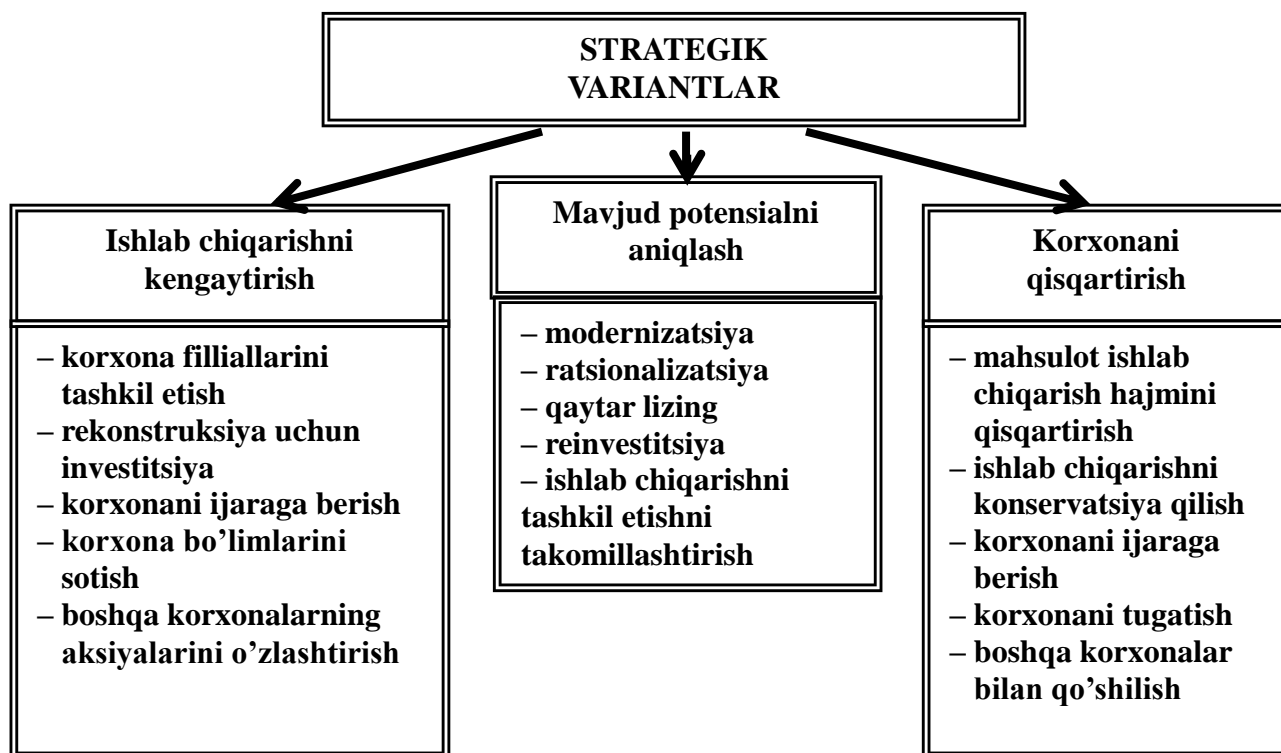 STRATEGIK
VARIANTLAR
Ishlab chiqarishni
kengaytirish
– korxona filliallarini
tashkil etish
– rekonstruksiya uchun
investitsiya
– korxonani ijaraga berish
– korxona bo’limlarini
sotish
– boshqa korxonalarning
aksiyalarini o’zlashtirish
Mavjud potensialni
aniqlash
– modernizatsiya
– ratsionalizatsiya
– qaytar lizing
– reinvestitsiya
– ishlab chiqarishni
tashkil etishni
takomillashtirish
Korxonani
qisqartirish
– mahsulot ishlab
chiqarish hajmini
qisqartirish
– ishlab chiqarishni
konservatsiya qilish
– korxonani ijaraga
berish
– korxonani tugatish
– boshqa korxonalar
bilan qo’shilish